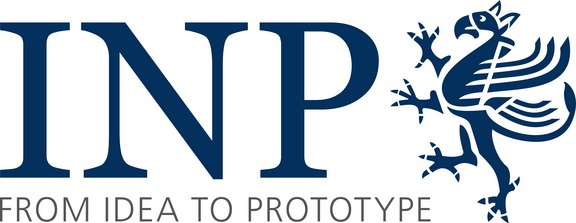 INP
FROM IDEA TO PROTOTYPE